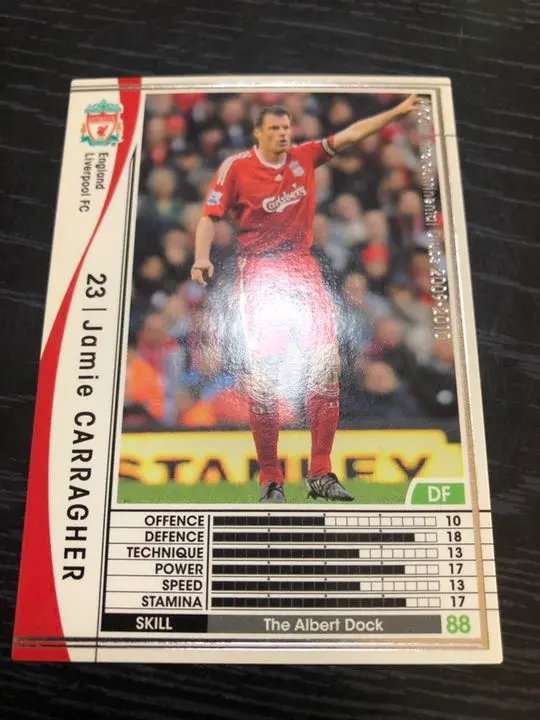 England
Liverpool FC
23 | Jamie CARRAGHER
Carlsberg
2009-2010
STANLEY
DF
OFFENCE 10
DEFENCE 18
TECHNIQUE 13
POWER 17
SPEED 13
STAMINA 17
SKILL The Albert Dock 88